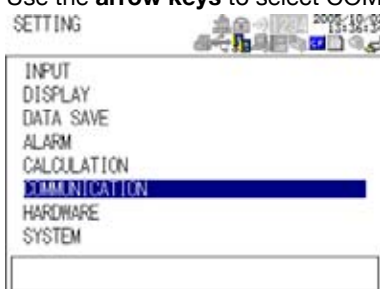 Use the arrow keys to select COM
SETTING
INPUT
DISPLAY
DATA SAVE
ALARM
CALCULATION
COMMUNICATION
HARDWARE
SYSTEM